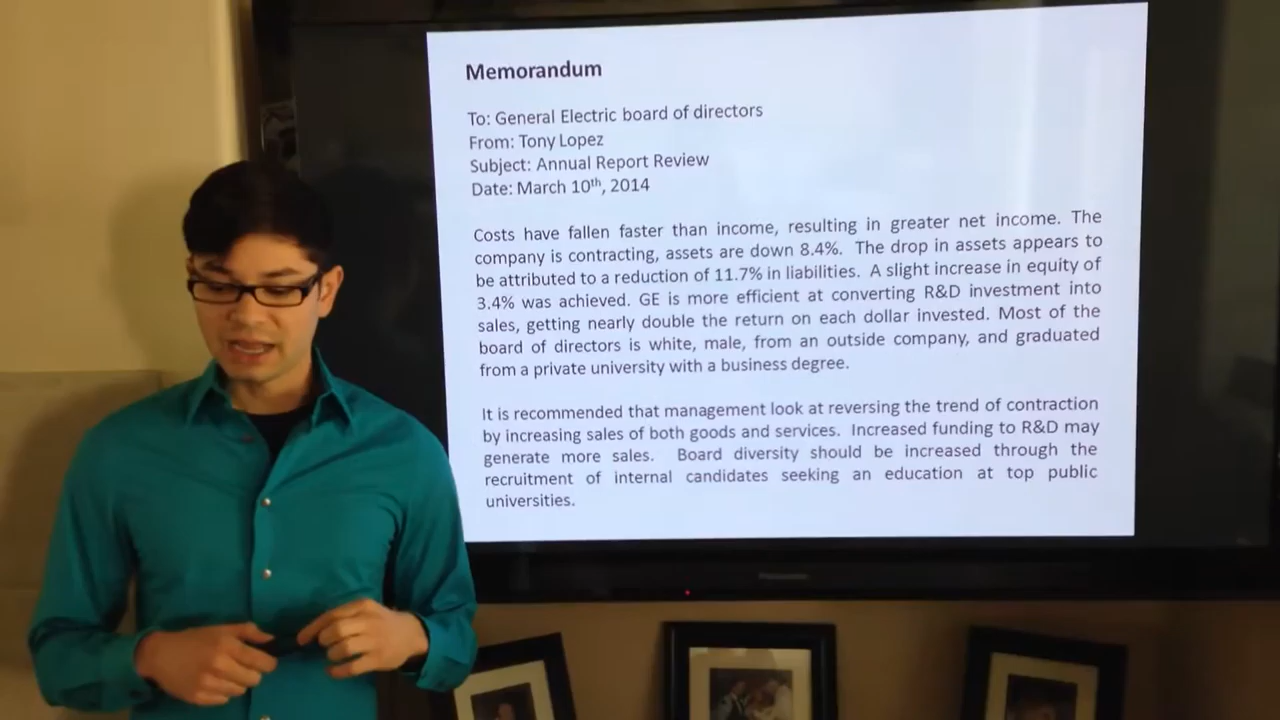 Memorandum
To: General Electric board of directors
From: Tony Lopez
Subject: Annual Report Review
Date: March 10th, 2014
Costs have fallen faster than income, resulting in greater net income. The
company is contracting, assets are down 8.4%. The drop in assets appears to
be attributed to a reduction of 11.7% in liabilities. A slight increase in equity of
3.4% was achieved. GE is more efficient at converting R&D investment into
sales, getting nearly double the return on each dollar invested. Most of the
board of directors is white, male, from an outside company, and graduated
from a private university with a business degree.
It is recommended that management look at reversing the trend of contraction
by increasing sales of both goods and services. Increased funding to R&D may
generate more sales. Board diversity should be increased through the
recruitment of internal candidates seeking an education at top public
universities.
Panasonic